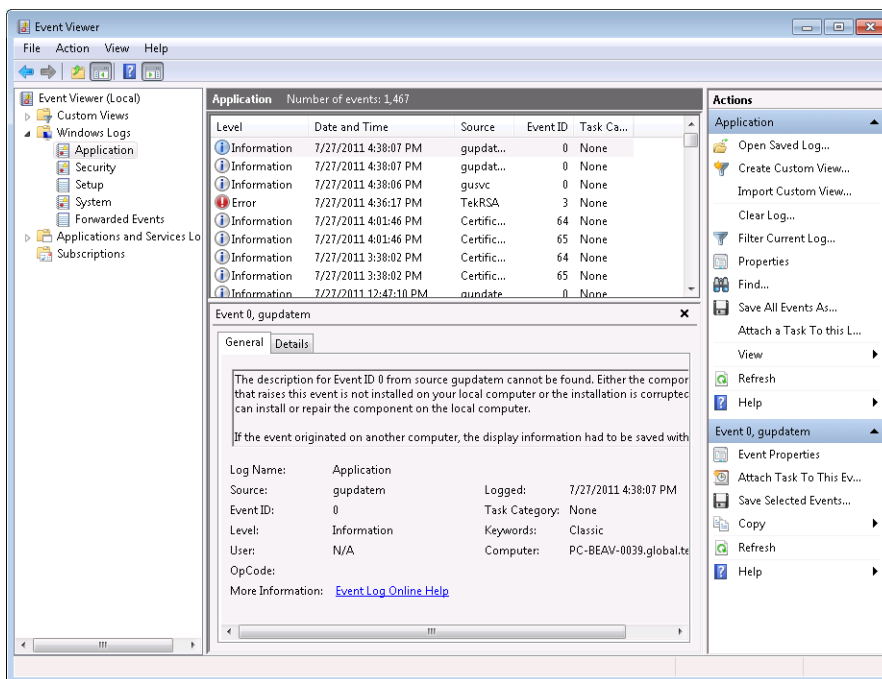 Event Viewer
File Action View Help
Event Viewer (Local)
Custom Views
Windows Logs
Application
Security
Setup
System
Forwarded Events
Applications and Services Lo
Subscriptions
Application Number of events: 1,467
Level Date and Time Source Event ID Task Ca...
Information 7/27/2011 4:38:07 PM gupdat... 0 None
Information 7/27/2011 4:38:07 PM gupdat... 0 None
Information 7/27/2011 4:38:06 PM gusvc 0 None
Error 7/27/2011 4:36:17 PM TekRSA 3 None
Information 7/27/2011 4:01:46 PM Certific... 64 None
Information 7/27/2011 4:01:46 PM Certific... 65 None
Information 7/27/2011 3:38:02 PM Certific... 64 None
Information 7/27/2011 3:38:02 PM Certific... 65 None
Information 7/27/2011 12:47:10 PM gupdate 0 None
Event 0, gupdatem
General Details
The description for Event ID 0 from source gupdatem cannot be found. Either the compor
that raises this event is not installed on your local computer or the installation is corrupted
can install or repair the component on the local computer.
If the event originated on another computer, the display information had to be saved with
Log Name: Application
Source: gupdatem Logged: 7/27/2011 4:38:07 PM
Event ID: 0 Task Category: None
Level: Information Keywords: Classic
User: N/A Computer: PC-BEAV-0039.global.te
OpCode:
More Information: Event Log Online Help
Actions
Application
Open Saved Log...
Create Custom View...
Import Custom View...
Clear Log...
Filter Current Log...
Properties
Find...
Save All Events As...
Attach a Task To this L...
View
Refresh
Help
Event 0, gupdatem
Event Properties
Attach Task To This Ev...
Save Selected Events...
Copy
Refresh
Help